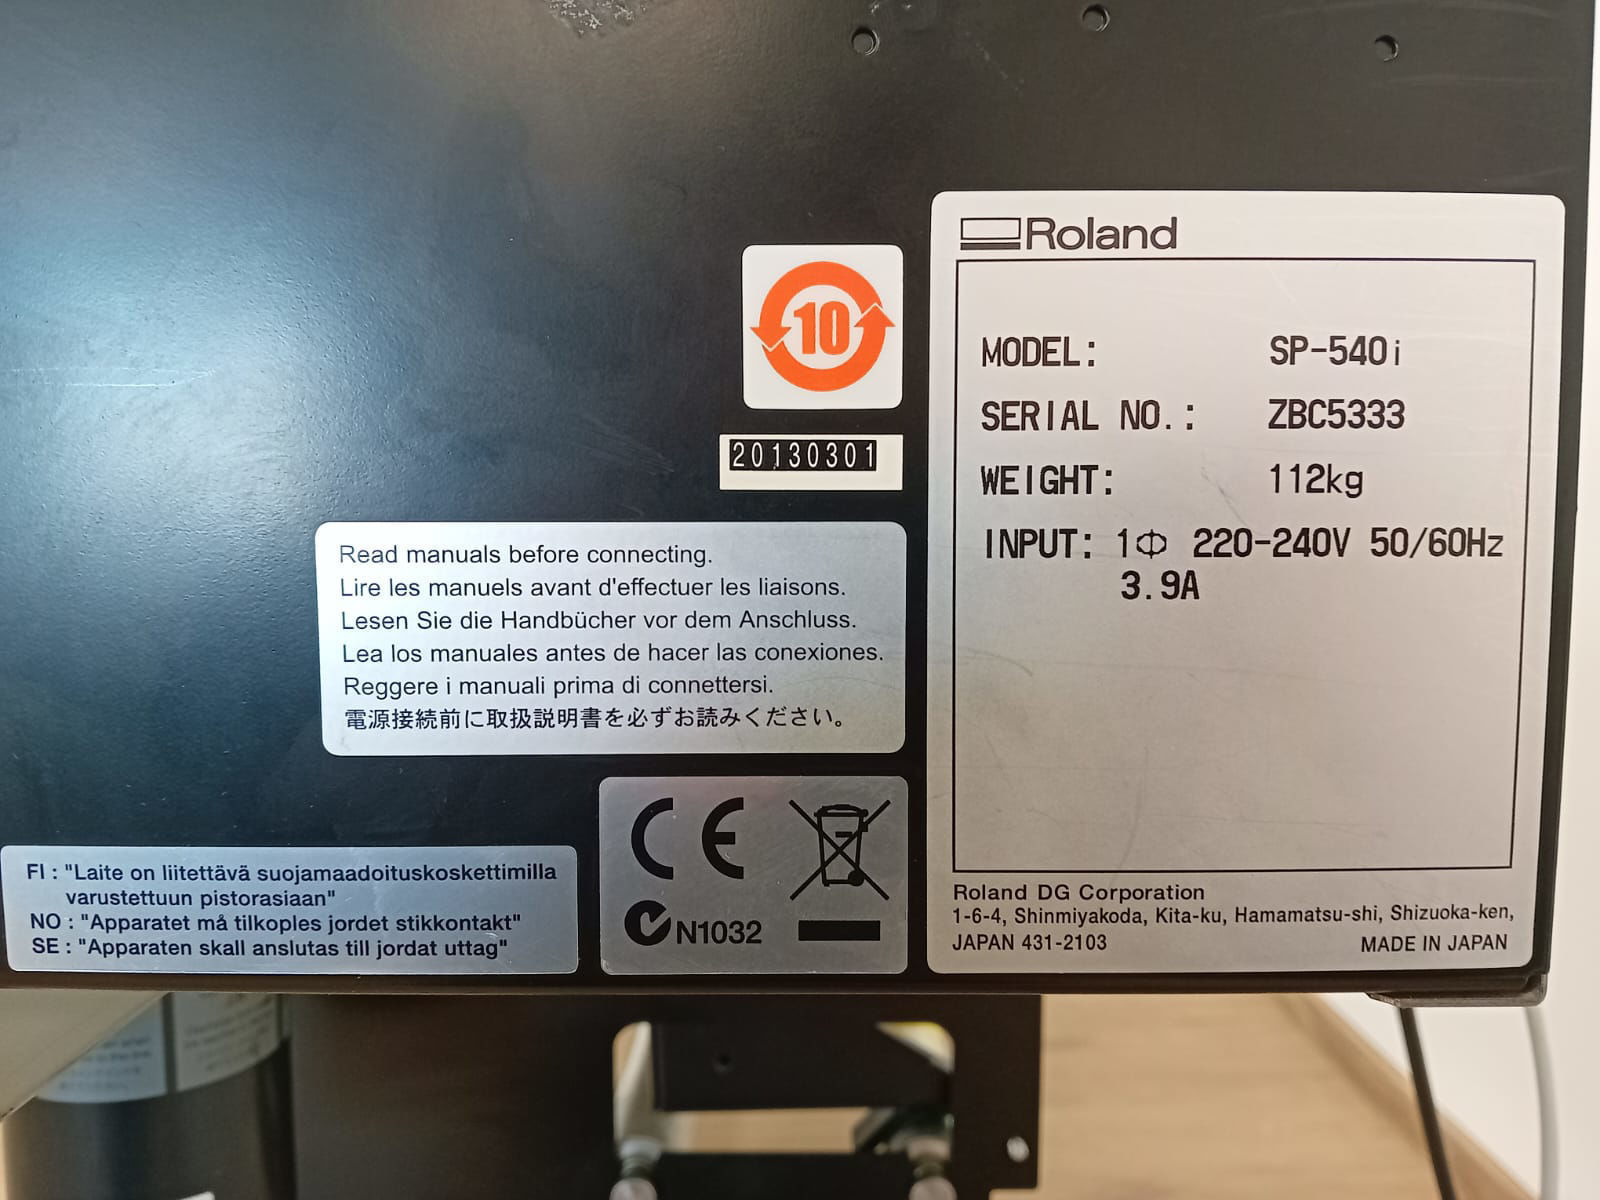 Roland
MODEL: SP-540i
SERIAL NO.: ZBC5333
WEIGHT: 112kg
INPUT: 1Φ 220-240V 50/60Hz
3.9A
Roland DG Corporation
1-6-4, Shinmiyakoda, Kita-ku, Hamamatsu-shi, Shizuoka-ken,
JAPAN 431-2103 MADE IN JAPAN
10
20130301
Read manuals before connecting.
Lire les manuels avant d'effectuer les liaisons.
Lesen Sie die Handbücher vor dem Anschluss.
Lea los manuales antes de hacer las conexiones.
Reggere i manuali prima di connettersi.
電源接続前に取扱説明書を必ずお読みください。
CE
N1032
FI : "Laite on liitettävä suojamaadoituskoskettimilla
varustettuun pistorasiaan"
NO : "Apparatet må tilkoples jordet stikkontakt"
SE : "Apparaten skall anslutas till jordat uttag"